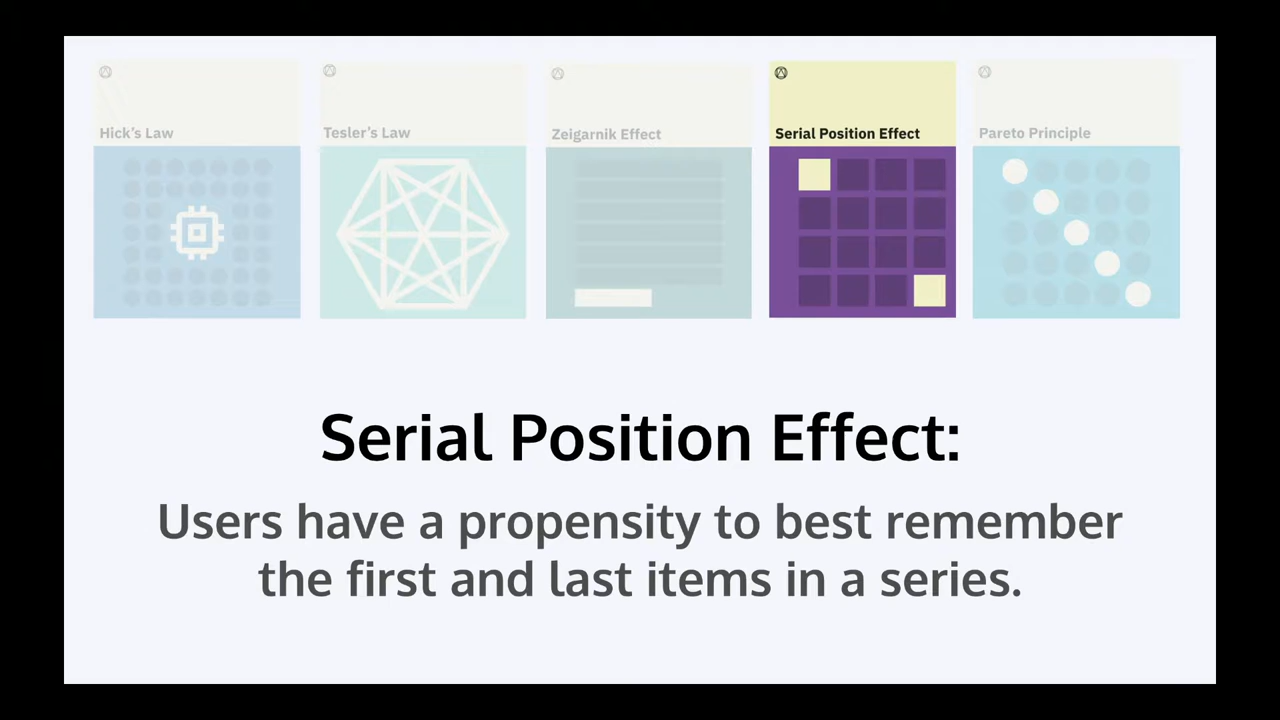 Hick's Law
Tesler's Law
Zeigarnik Effect
Serial Position Effect
Pareto Principle
Serial Position Effect:
Users have a propensity to best remember
the first and last items in a series.